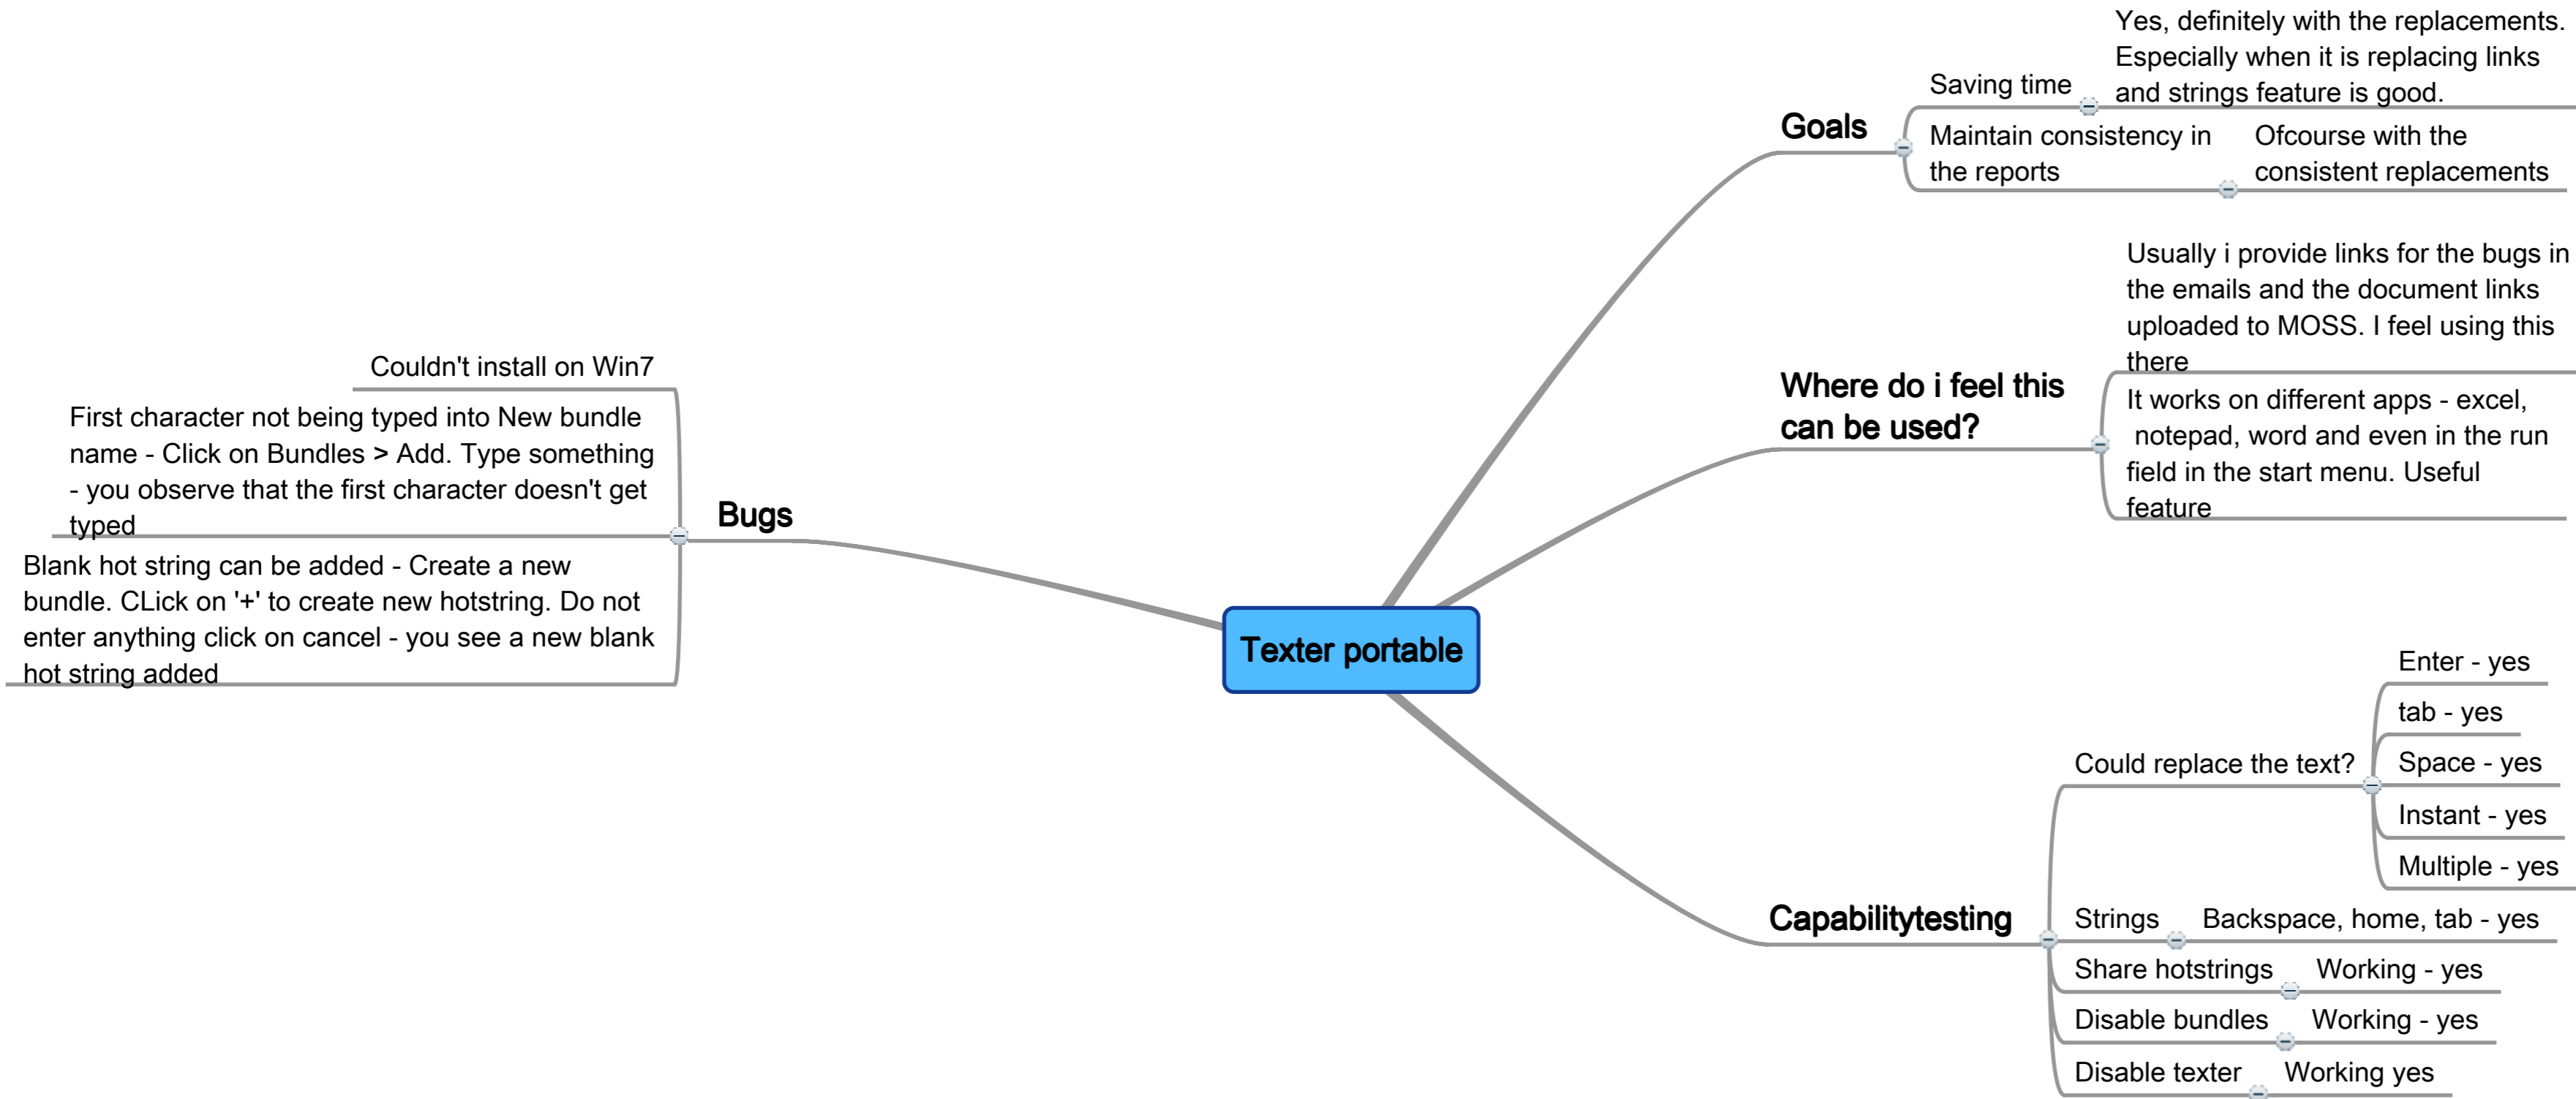 Texter portable
Goals
Saving time
Yes, definitely with the replacements.
Especially when it is replacing links
and strings feature is good.
Maintain consistency in
the reports
Ofcourse with the
consistent replacements
Where do i feel this
can be used?
Usually i provide links for the bugs in
the emails and the document links
uploaded to MOSS. I feel using this
there
It works on different apps - excel,
notepad, word and even in the run
field in the start menu. Useful
feature
Capabilitytesting
Could replace the text?
Enter - yes
tab - yes
Space - yes
Instant - yes
Multiple - yes
Strings
Backspace, home, tab - yes
Share hotstrings
Working - yes
Disable bundles
Working - yes
Disable texter
Working yes
Bugs
Couldn't install on Win7
First character not being typed into New bundle
name - Click on Bundles > Add. Type something
- you observe that the first character doesn't get
typed
Blank hot string can be added - Create a new
bundle. CLick on '+' to create new hotstring. Do not
enter anything click on cancel - you see a new blank
hot string added